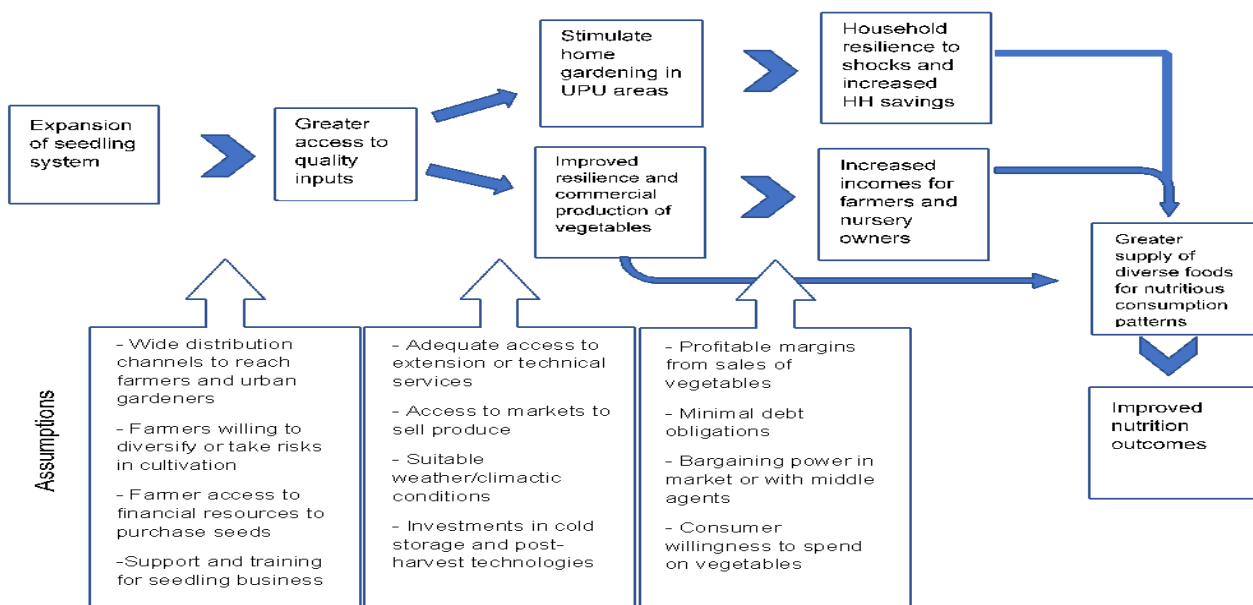 Expansion
of seedling
system
Greater
access to
quality
inputs
Stimulate
home
gardening in
UPU areas
Household
resilience to
shocks and
increased
HH savings
Improved
resilience and
commercial
production of
vegetables
Increased
incomes for
farmers and
nursery
owners
Greater
supply of
diverse foods
for nutritious
consumption
patterns
Improved
nutrition
outcomes
Assumptions
- Wide distribution
channels to reach
farmers and urban
gardeners
- Farmers willing to
diversify or take risks
in cultivation
- Farmer access to
financial resources to
purchase seeds
-Support and training
for seedling business
- Adequate access to
extension or technical
services
- Access to markets to
sell produce
- Suitable
weather/climactic
conditions
- Investments in cold
storage and post-
harvest technologies
- Profitable margins
from sales of
vegetables
- Minimal debt
obligations
- Bargaining power in
market or with middle
agents
- Consumer
willingness to spend
on vegetables